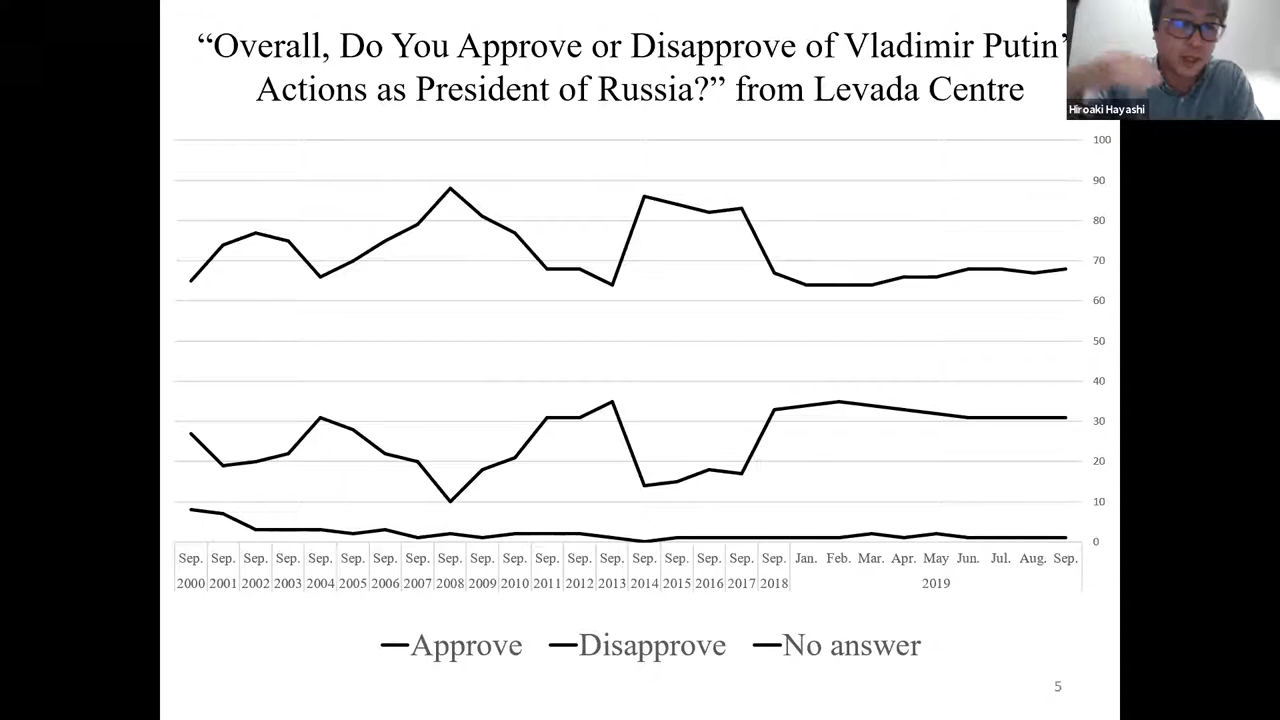 “Overall, Do You Approve or Disapprove of Vladimir Putin’
Actions as President of Russia?” from Levada Centre
Hiroaki Hayashi
100
90
80
70
60
50
40
30
20
10
0
Sep. Sep. Sep. Sep. Sep. Sep. Sep. Sep. Sep. Sep. Sep. Sep. Sep. Sep. Sep. Sep. Sep. Sep. Sep. Jan. Feb. Mar. Apr. May Jun. Jul. Aug. Sep.
2000 2001 2002 2003 2004 2005 2006 2007 2008 2009 2010 2011 2012 2013 2014 2015 2016 2017 2018 2019
Approve Disapprove No answer
5